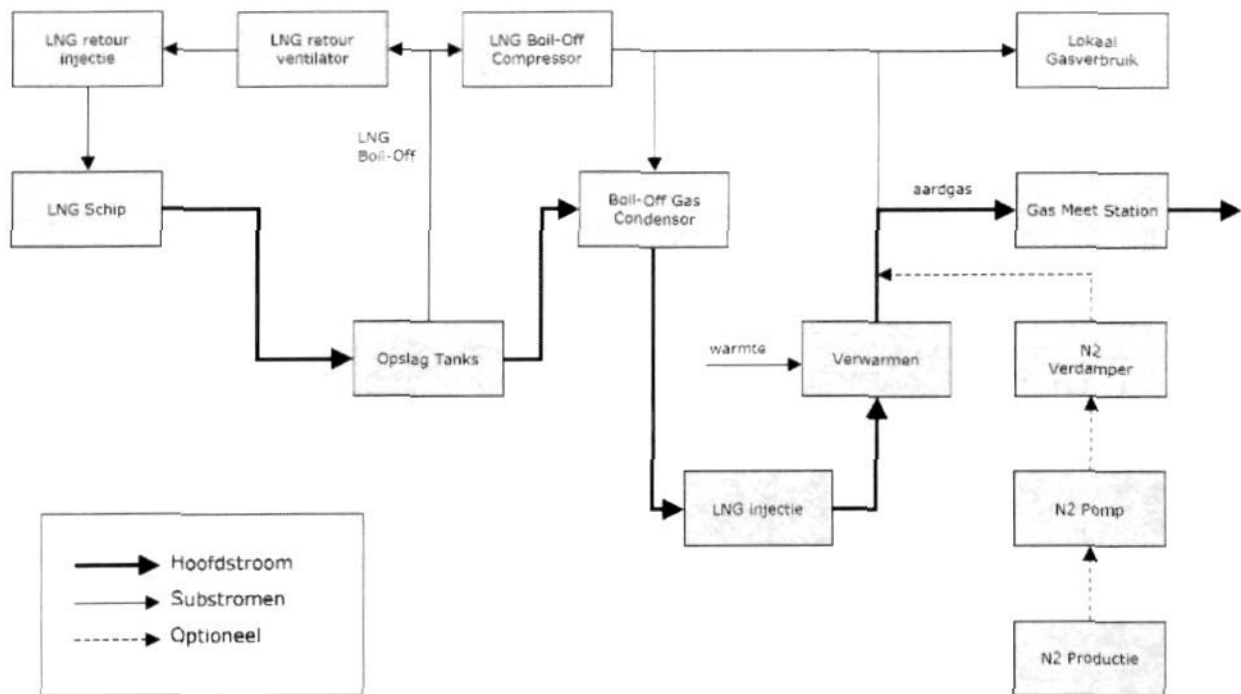 LNG retour
injectie
LNG retour
ventilator
LNG Boil-Off
Compressor
Lokaal
Gasverbruik
LNG
Boil-Off
LNG Schip
Boil-Off Gas
Condensor
aardgas
Gas Meet Station
Opslag Tanks
warmte
Verwarmen
N2
Verdamper
LNG injectie
N2 Pomp
Hoofdstroom
Substromen
Optioneel
N2 Productie